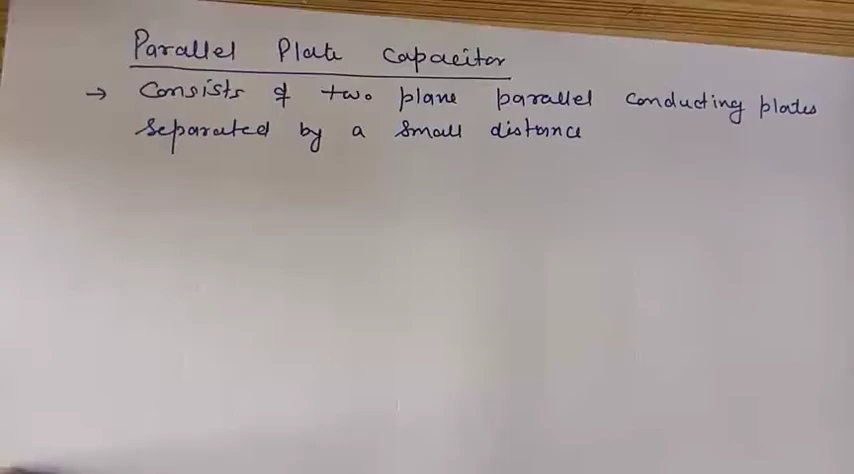 Parallel Plate Capacitor
→ Consists of two plane parallel conducting plates
separated by a small distance